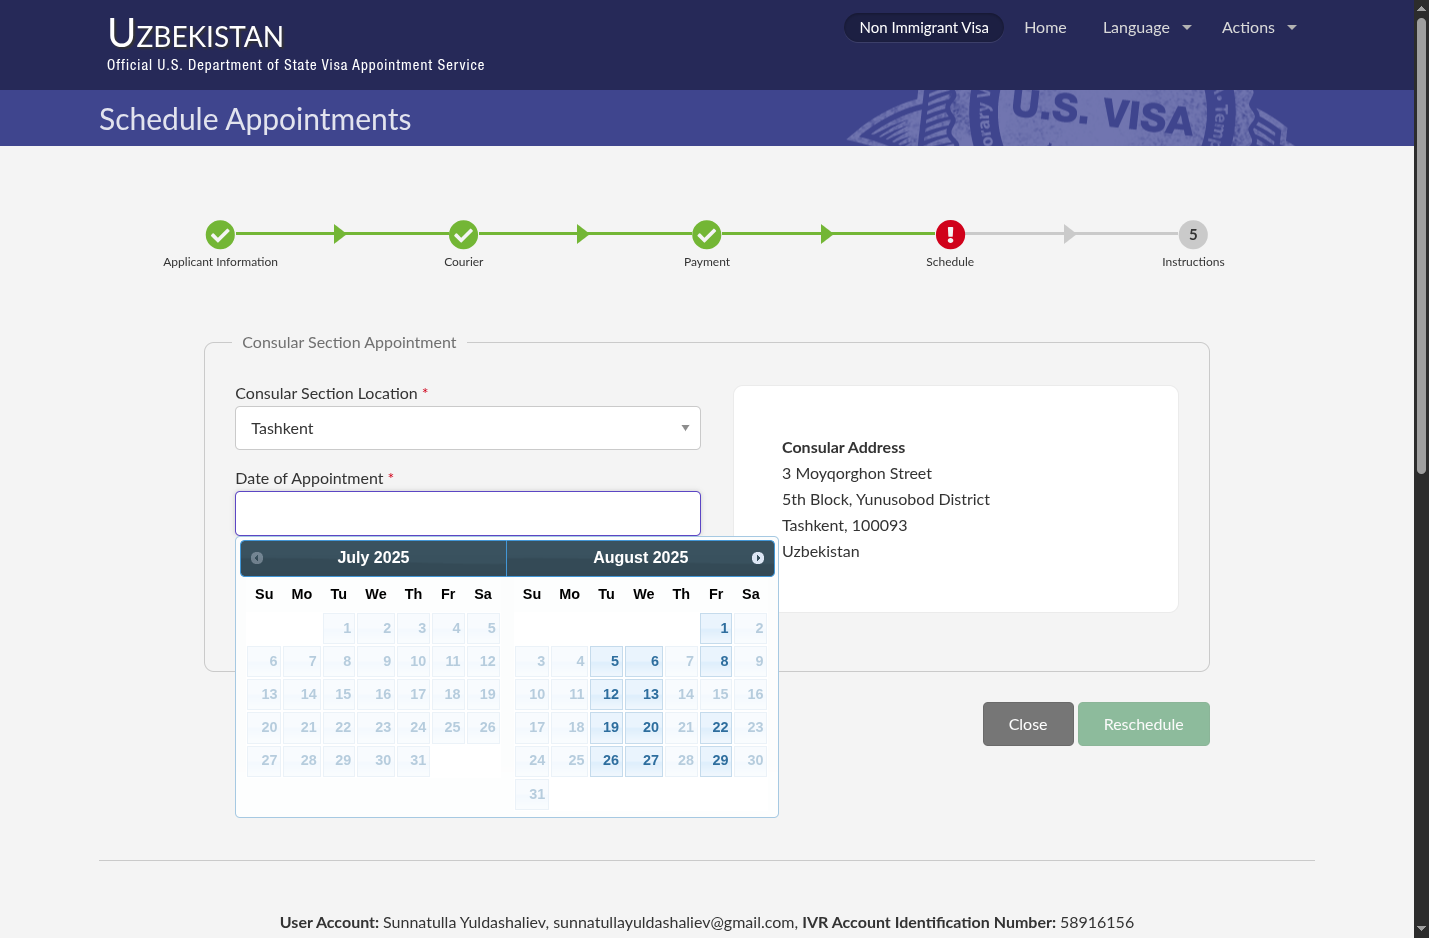 UZBEKISTAN
Official U.S. Department of State Visa Appointment Service
Non Immigrant Visa Home Language Actions
Schedule Appointments
U.S. VISA
Applicant Information Courier Payment Schedule 5 Instructions
Consular Section Appointment
Consular Section Location *
Tashkent
Date of Appointment *
Consular Address
3 Moyqorghon Street
5th Block, Yunusobod District
Tashkent, 100093
Uzbekistan
July 2025
Su Mo Tu We Th Fr Sa
1 2 3 4 5
6 7 8 9 10 11 12
13 14 15 16 17 18 19
20 21 22 23 24 25 26
27 28 29 30 31
August 2025
Su Mo Tu We Th Fr Sa
1 2
3 4 5 6 7 8 9
10 11 12 13 14 15 16
17 18 19 20 21 22 23
24 25 26 27 28 29 30
31
Close Reschedule
User Account: Sunnatulla Yuldashaliev, sunnatullayuldashaliev@gmail.com, IVR Account Identification Number: 58916156